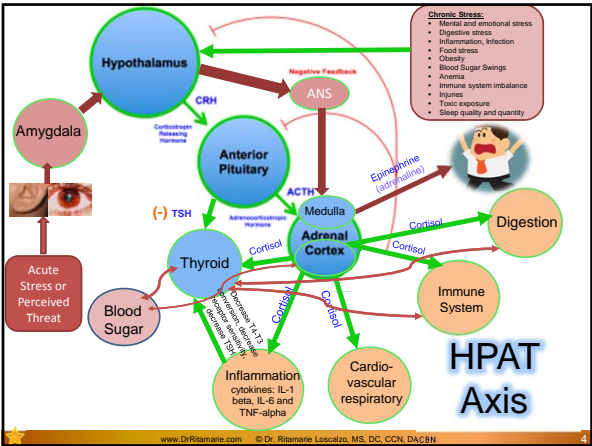 Chronic Stress:
• Mental and emotional stress
• Digestive stress
• Inflammation, Infection
• Food stress
• Obesity
• Blood Sugar Swings
• Anemia
• Immune system imbalance
• Injuries
• Toxic exposure
• Sleep quality and quantity
Hypothalamus
Negative Feedback
ANS
CRH
Corticotropin
Releasing
Hormone
Amygdala
Anterior
Pituitary
Epinephrine
(adrenaline)
ACTH
Adrenocorticotropic
Hormone
(-) TSH
Medulla
Adrenal
Cortex
Cortisol
Digestion
Cortisol
Cortisol
Thyroid
Acute
Stress or
Perceived
Threat
Blood
Sugar
Immune
System
Decrease T4-T3
conversion, decrease
receptor sensitivity,
decrease TSH
Cortisol
Cortisol
Inflammation
cytokines: IL-1
beta, IL-6 and
TNF-alpha
Cardio-
vascular
respiratory
HPAT
Axis
www.DrRitamarie.com © Dr. Ritamarie Loscalzo, MS, DC, CCN, DACBN
4